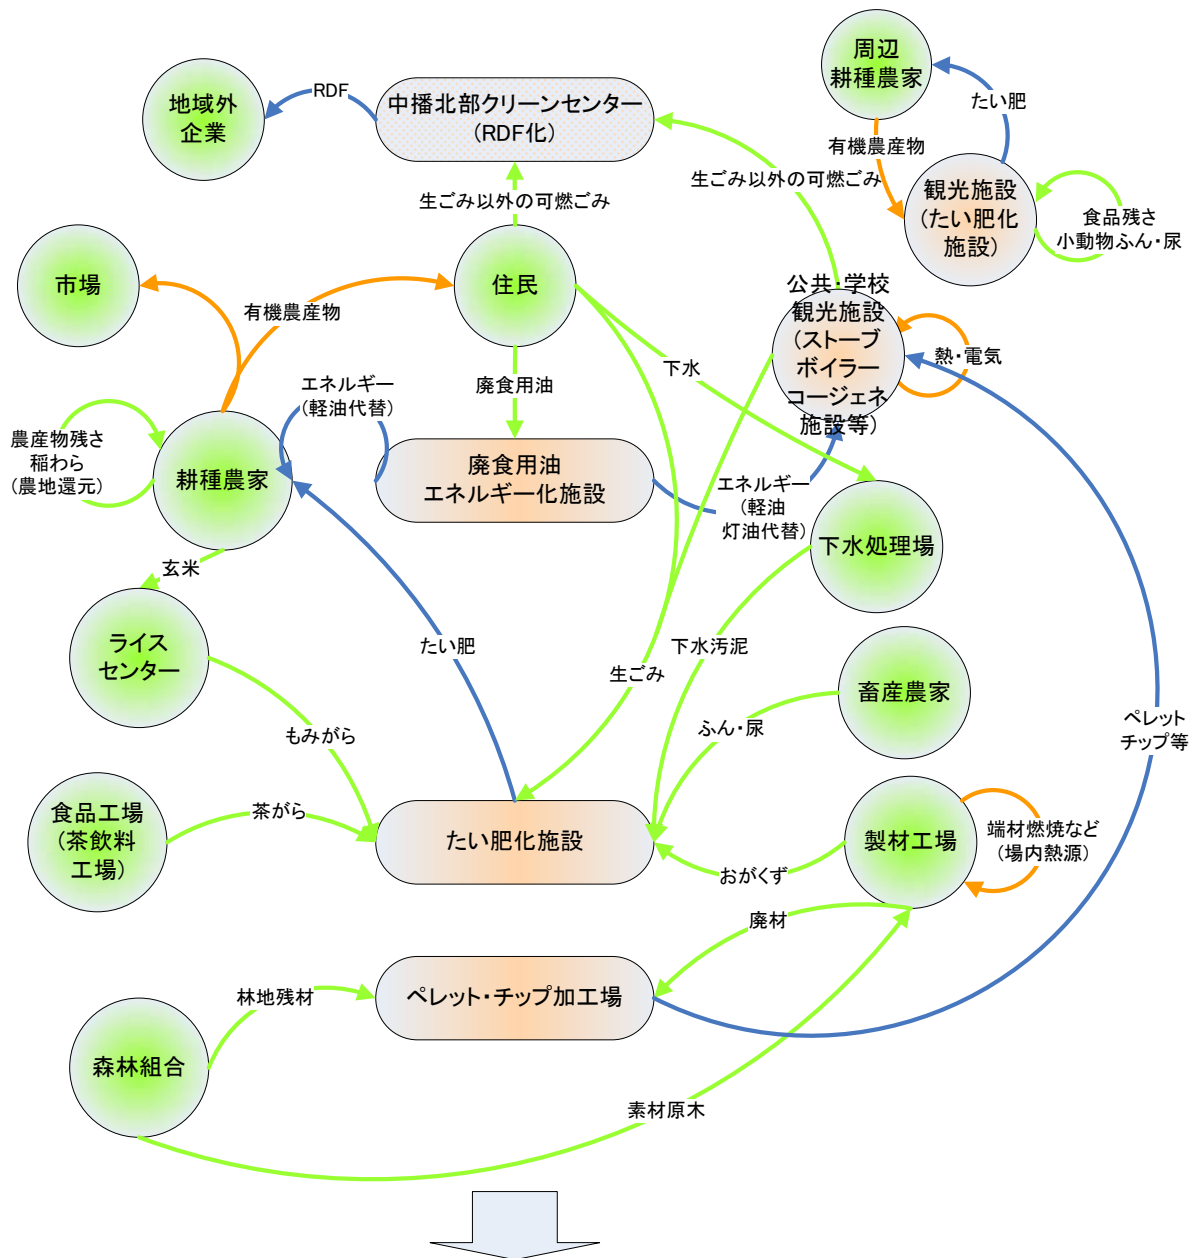 周辺
耕種農家
地域外
企業
RDF
中播北部クリーンセンター
(RDF化)
たい肥
有機農産物
生ごみ以外の可燃ごみ
観光施設
(たい肥化
施設)
食品残さ
小動物ふん・尿
生ごみ以外の可燃ごみ
市場
住民
有機農産物
公共・学校
観光施設
(ストーブ
ボイラー
コージェネ
施設等)
熱・電気
下水
廃食用油
エネルギー
(軽油代替)
農産物残さ
稲わら
(農地還元)
耕種農家
廃食用油
エネルギー化施設
エネルギー
(軽油
灯油代替)
下水処理場
玄米
ライス
センター
たい肥
生ごみ
下水汚泥
畜産農家
ふん・尿
ペレット
チップ等
もみがら
食品工場
(茶飲料
工場)
茶がら
たい肥化施設
おがくず
製材工場
端材燃焼など
(場内熱源)
廃材
林地残材
ペレット・チップ加工場
森林組合
素材原木